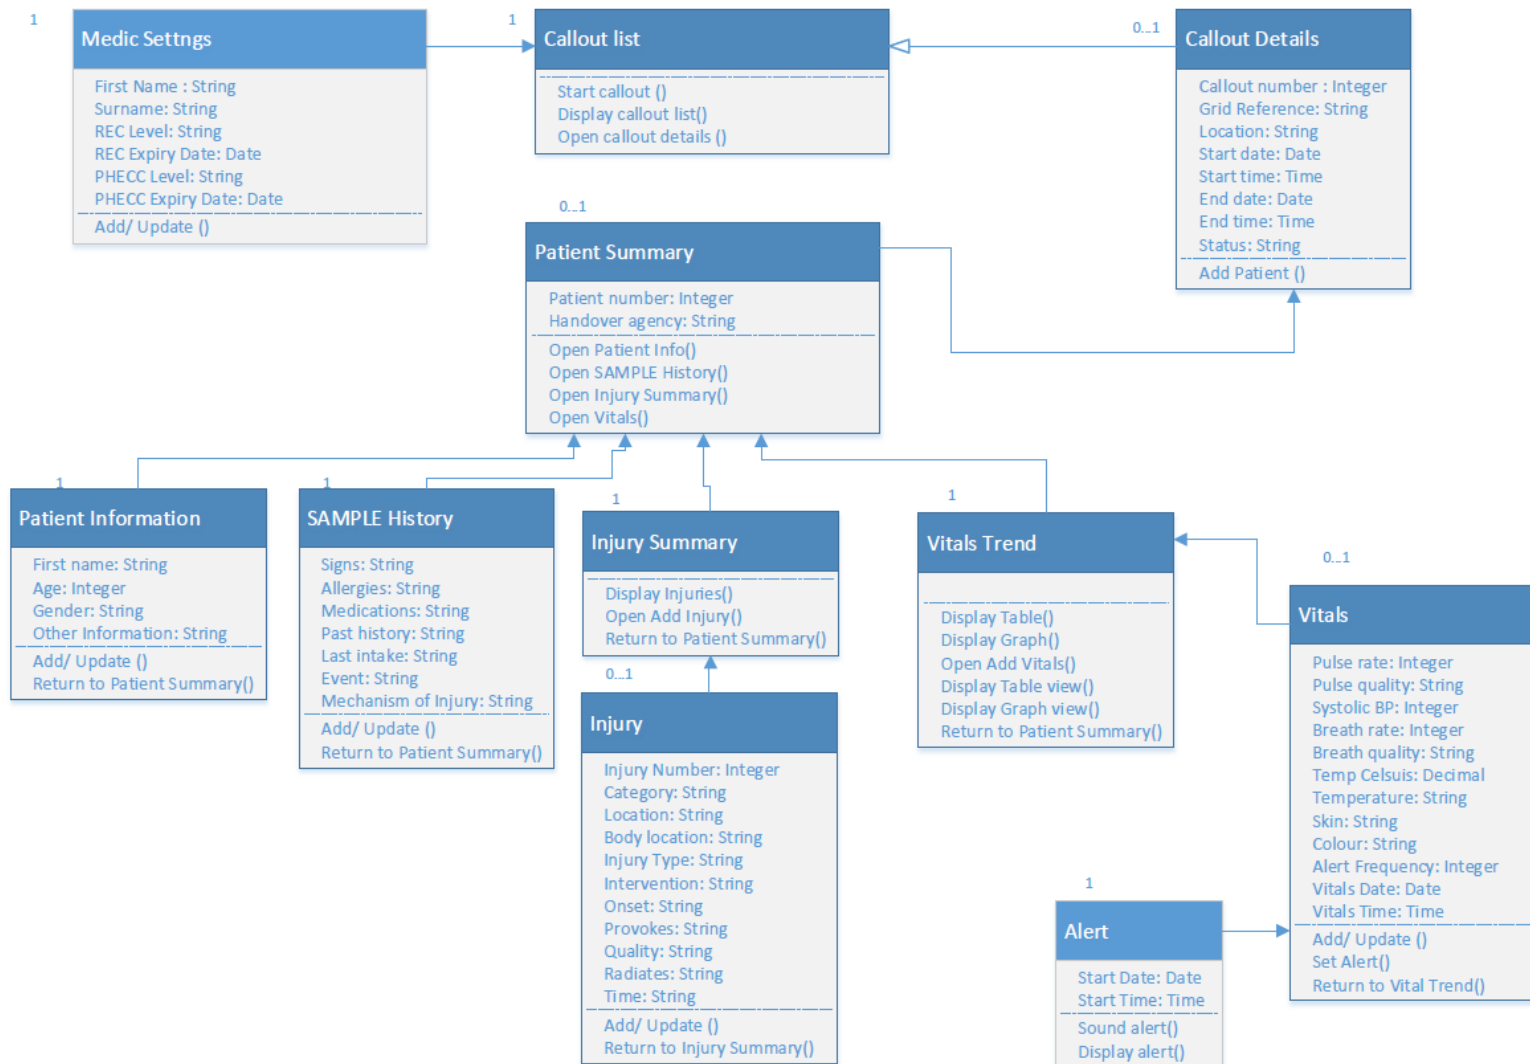 1
Medic Settngs
First Name : String
Surname: String
REC Level: String
REC Expiry Date: Date
PHECC Level: String
PHECC Expiry Date: Date
Add/ Update ()
1
Callout list
Start callout ()
Display callout list()
Open callout details ()
0...1
Callout Details
Callout number : Integer
Grid Reference: String
Location: String
Start date: Date
Start time: Time
End date: Date
End time: Time
Status: String
Add Patient ()
0...1
Patient Summary
Patient number: Integer
Handover agency: String
Open Patient Info()
Open SAMPLE History()
Open Injury Summary()
Open Vitals()
1
Patient Information
First name: String
Age: Integer
Gender: String
Other Information: String
Add/ Update ()
Return to Patient Summary()
1
SAMPLE History
Signs: String
Allergies: String
Medications: String
Past history: String
Last intake: String
Event: String
Mechanism of Injury: String
Add/ Update ()
Return to Patient Summary()
1
Injury Summary
Display Injuries()
Open Add Injury()
Return to Patient Summary()
0...1
Injury
Injury Number: Integer
Category: String
Location: String
Body location: String
Injury Type: String
Intervention: String
Onset: String
Provokes: String
Quality: String
Radiates: String
Time: String
Add/ Update ()
Return to Injury Summary()
1
Vitals Trend
Display Table()
Display Graph()
Open Add Vitals()
Display Table view()
Display Graph view()
Return to Patient Summary()
0...1
Vitals
Pulse rate: Integer
Pulse quality: String
Systolic BP: Integer
Breath rate: Integer
Breath quality: String
Temp Celsuis: Decimal
Temperature: String
Skin: String
Colour: String
Alert Frequency: Integer
Vitals Date: Date
Vitals Time: Time
Add/ Update ()
Set Alert()
Return to Vital Trend()
1
Alert
Start Date: Date
Start Time: Time
Sound alert()
Display alert()